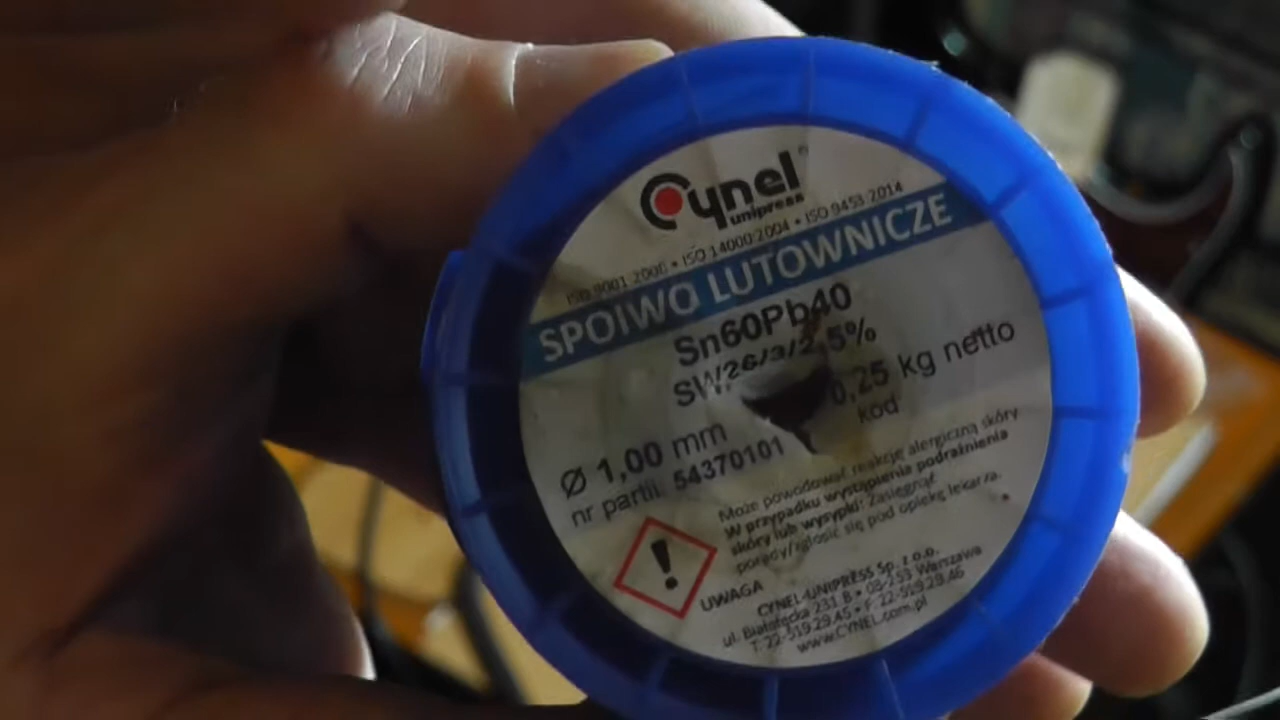 Cynel
unipress
ISO 9001 2000 • ISO 14000:2004 • ISO 9453 2014
SPOIWO LUTOWNICZE
Sn60Pb40
SW26/3/2.5%
0,25 kg netto
Ø 1,00 mm
kod
nr partii 54370101
Może powodować reakcję alergiczną skóry
W przypadku wystąpienia podrażnienia
skóry lub wysypki: Zasięgnąć
porady/zgłosić się pod opiekę lekarza.
UWAGA
CYNEL-UNIPRESS Sp. z o.o.
ul. Białołęcka 231 B • 03-253 Warszawa
T: 22-519.29.45 • F: 22-519.29.46
www.CYNEL.com.pl